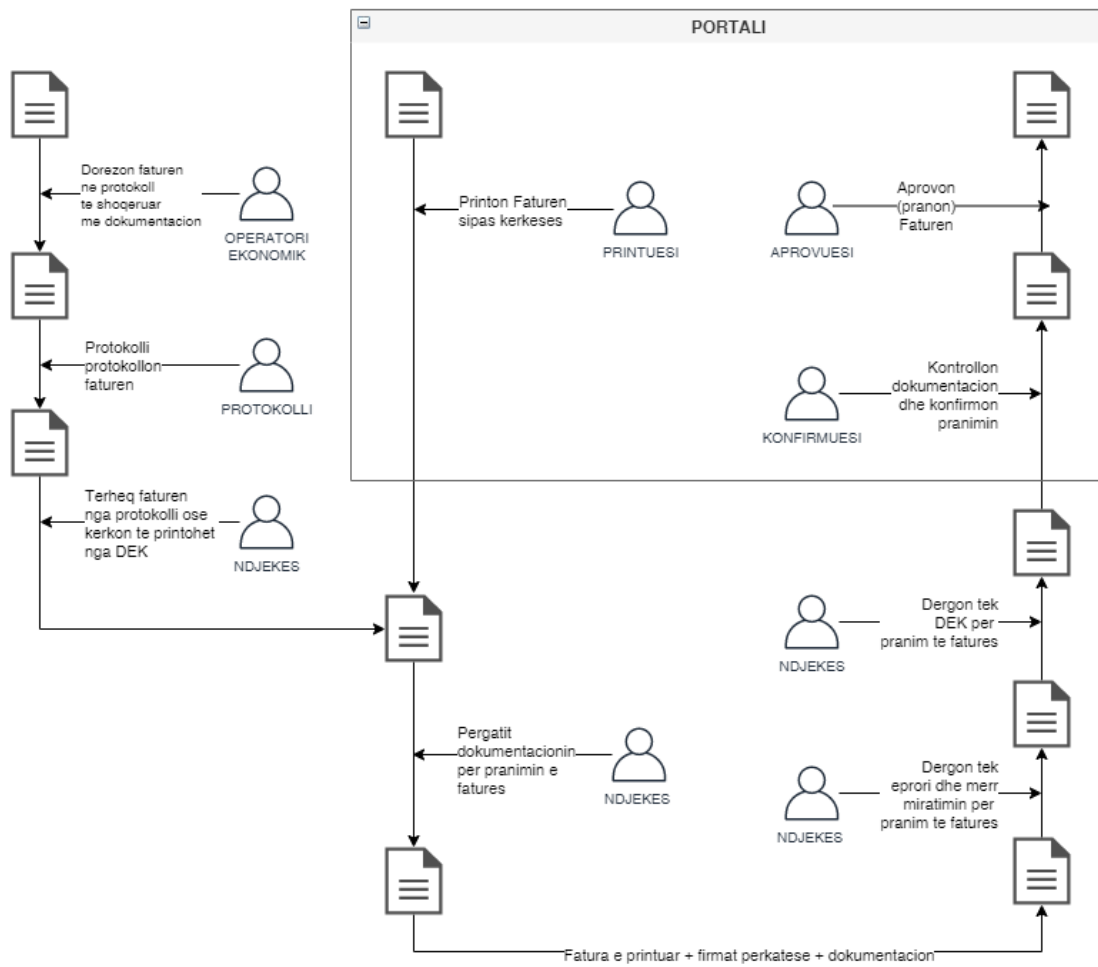 PORTALI
Dorezon faturen
ne protokoll
te shoqeruar
me dokumentacion
OPERATORI
EKONOMIK
Protokolli
protokollon
faturen
PROTOKOLLI
Terheq faturen
nga protokolli ose
kerkon te printohet
nga DEK
NDJEKES
Printon Faturen
sipas kerkeses
PRINTUESI
Pergatit
dokumentacionin
per pranimin e
fatures
NDJEKES
Fatura e printuar + firmat perkatese + dokumentacion
Dergon tek
eprori dhe merr
miratimin per
pranim te fatures
NDJEKES
Dergon tek
DEK per
pranim te fatures
NDJEKES
Kontrollon
dokumentacion
dhe konfirmon
pranimin
KONFIRMUESI
Aprovon
(pranon)
Faturen
APROVUESI